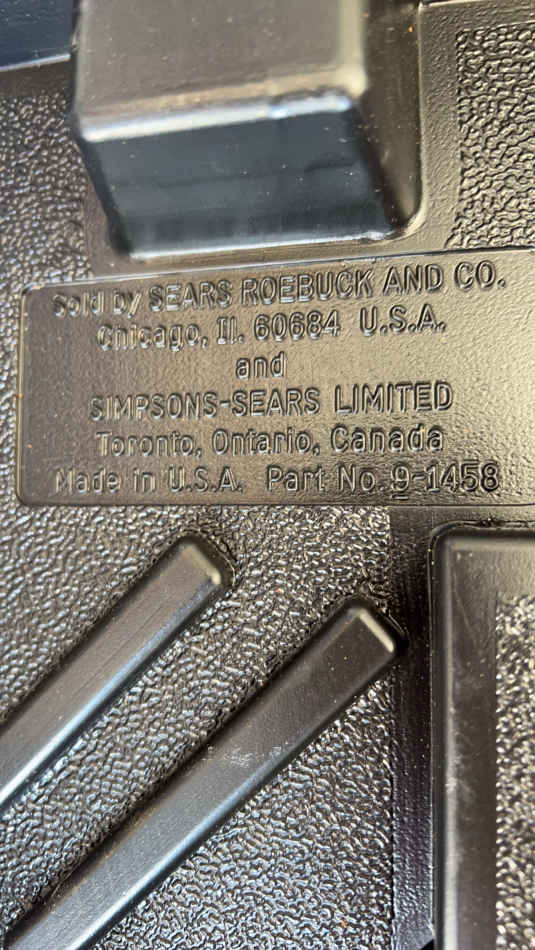 Sold by SEARS ROEBUCK AND CO.
Chicago, Il. 60684 U.S.A.
and
SIMPSONS-SEARS LIMITED
Toronto, Ontario, Canada
Made in U.S.A. Part No. 9-1458